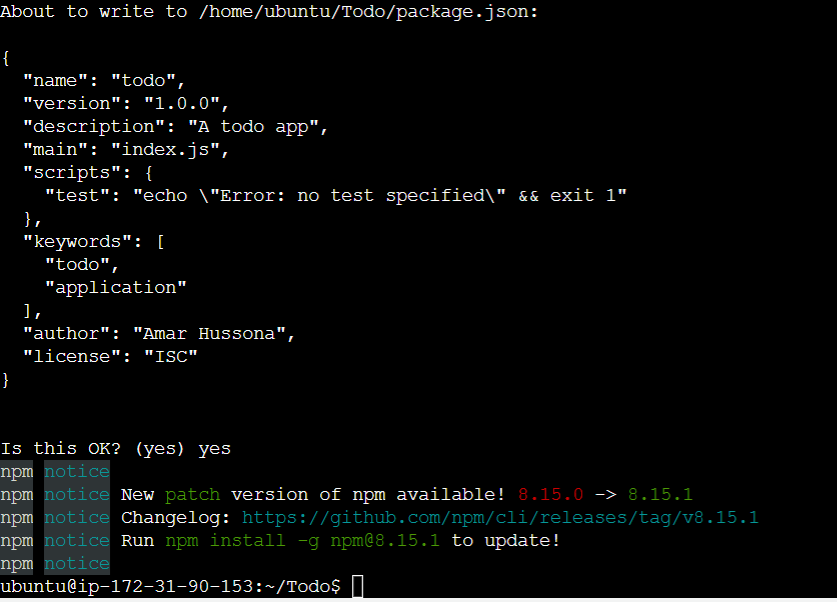 About to write to /home/ubuntu/Todo/package.json:
{
  "name": "todo",
  "version": "1.0.0",
  "description": "A todo app",
  "main": "index.js",
  "scripts": {
    "test": "echo \"Error: no test specified\" && exit 1"
  },
  "keywords": [
    "todo",
    "application"
  ],
  "author": "Amar Hussona",
  "license": "ISC"
}
Is this OK? (yes) yes
npm notice
npm notice New patch version of npm available! 8.15.0 -> 8.15.1
npm notice Changelog: https://github.com/npm/cli/releases/tag/v8.15.1
npm notice Run npm install -g npm@8.15.1 to update!
npm notice
ubuntu@ip-172-31-90-153:~/Todo$